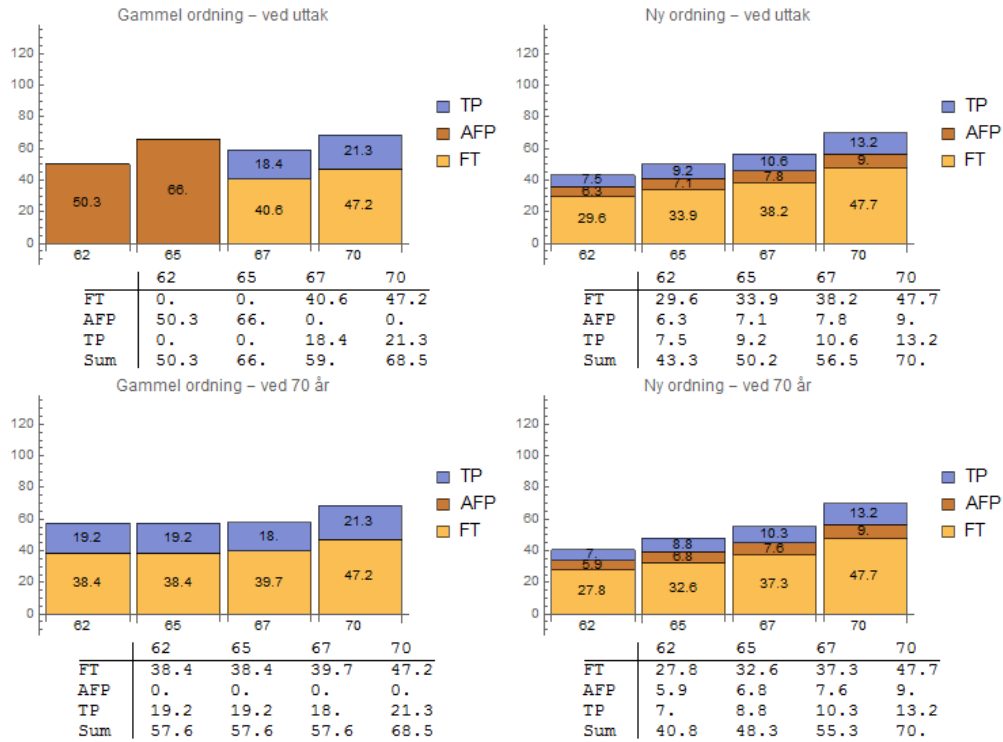 Gammel ordning – ved uttak
120
100
80
60
40
20
0
50.3
66.
18.4
40.6
21.3
47.2
62
65
67
70
TP
AFP
FT
62 65 67 70
FT 0. 0. 40.6 47.2
AFP 50.3 66. 0. 0.
TP 0. 0. 18.4 21.3
Sum 50.3 66. 59. 68.5
Ny ordning – ved uttak
120
100
80
60
40
20
0
7.5
6.3
29.6
9.2
7.1
33.9
10.6
7.8
38.2
13.2
9.
47.7
62
65
67
70
TP
AFP
FT
62 65 67 70
FT 29.6 33.9 38.2 47.7
AFP 6.3 7.1 7.8 9.
TP 7.5 9.2 10.6 13.2
Sum 43.3 50.2 56.5 70.
Gammel ordning – ved 70 år
120
100
80
60
40
20
0
19.2
38.4
19.2
38.4
18.
39.7
21.3
47.2
62
65
67
70
TP
AFP
FT
62 65 67 70
FT 38.4 38.4 39.7 47.2
AFP 0. 0. 0. 0.
TP 19.2 19.2 18. 21.3
Sum 57.6 57.6 57.6 68.5
Ny ordning – ved 70 år
120
100
80
60
40
20
0
7.
5.9
27.8
8.8
6.8
32.6
10.3
7.6
37.3
13.2
9.
47.7
62
65
67
70
TP
AFP
FT
62 65 67 70
FT 27.8 32.6 37.3 47.7
AFP 5.9 6.8 7.6 9.
TP 7. 8.8 10.3 13.2
Sum 40.8 48.3 55.3 70.